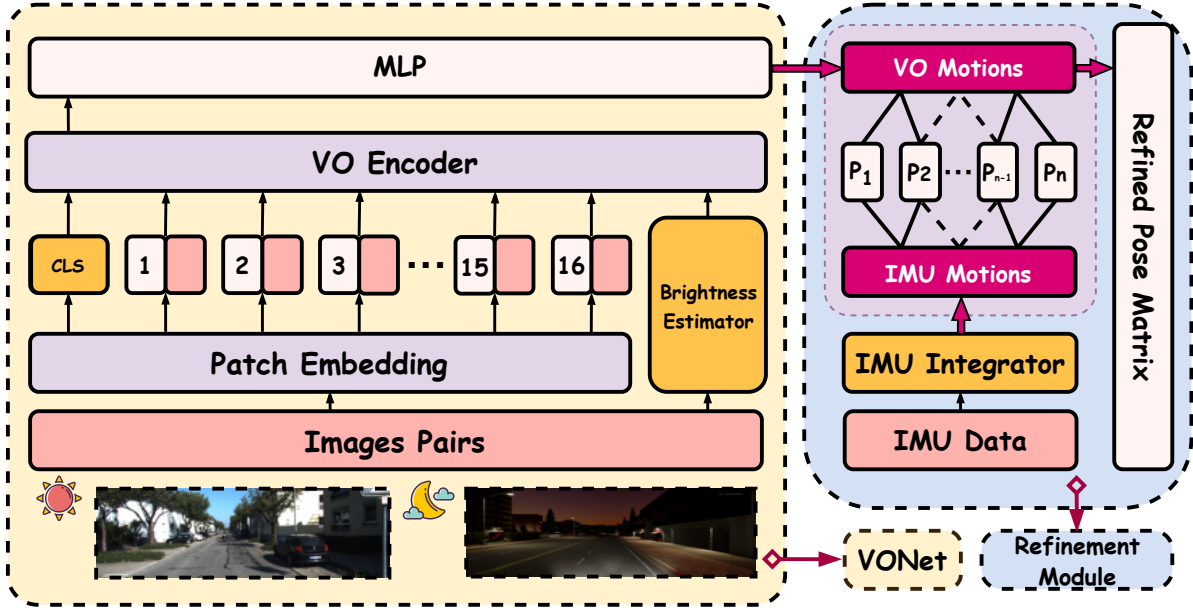 MLP
VO Encoder
CLS
1
2
3
...
15
16
Brightness
Estimator
Patch Embedding
Images Pairs
VO Motions
P1
P2
...
Pn-1
Pn
IMU Motions
IMU Integrator
IMU Data
Refined Pose Matrix
VONet
Refinement
Module